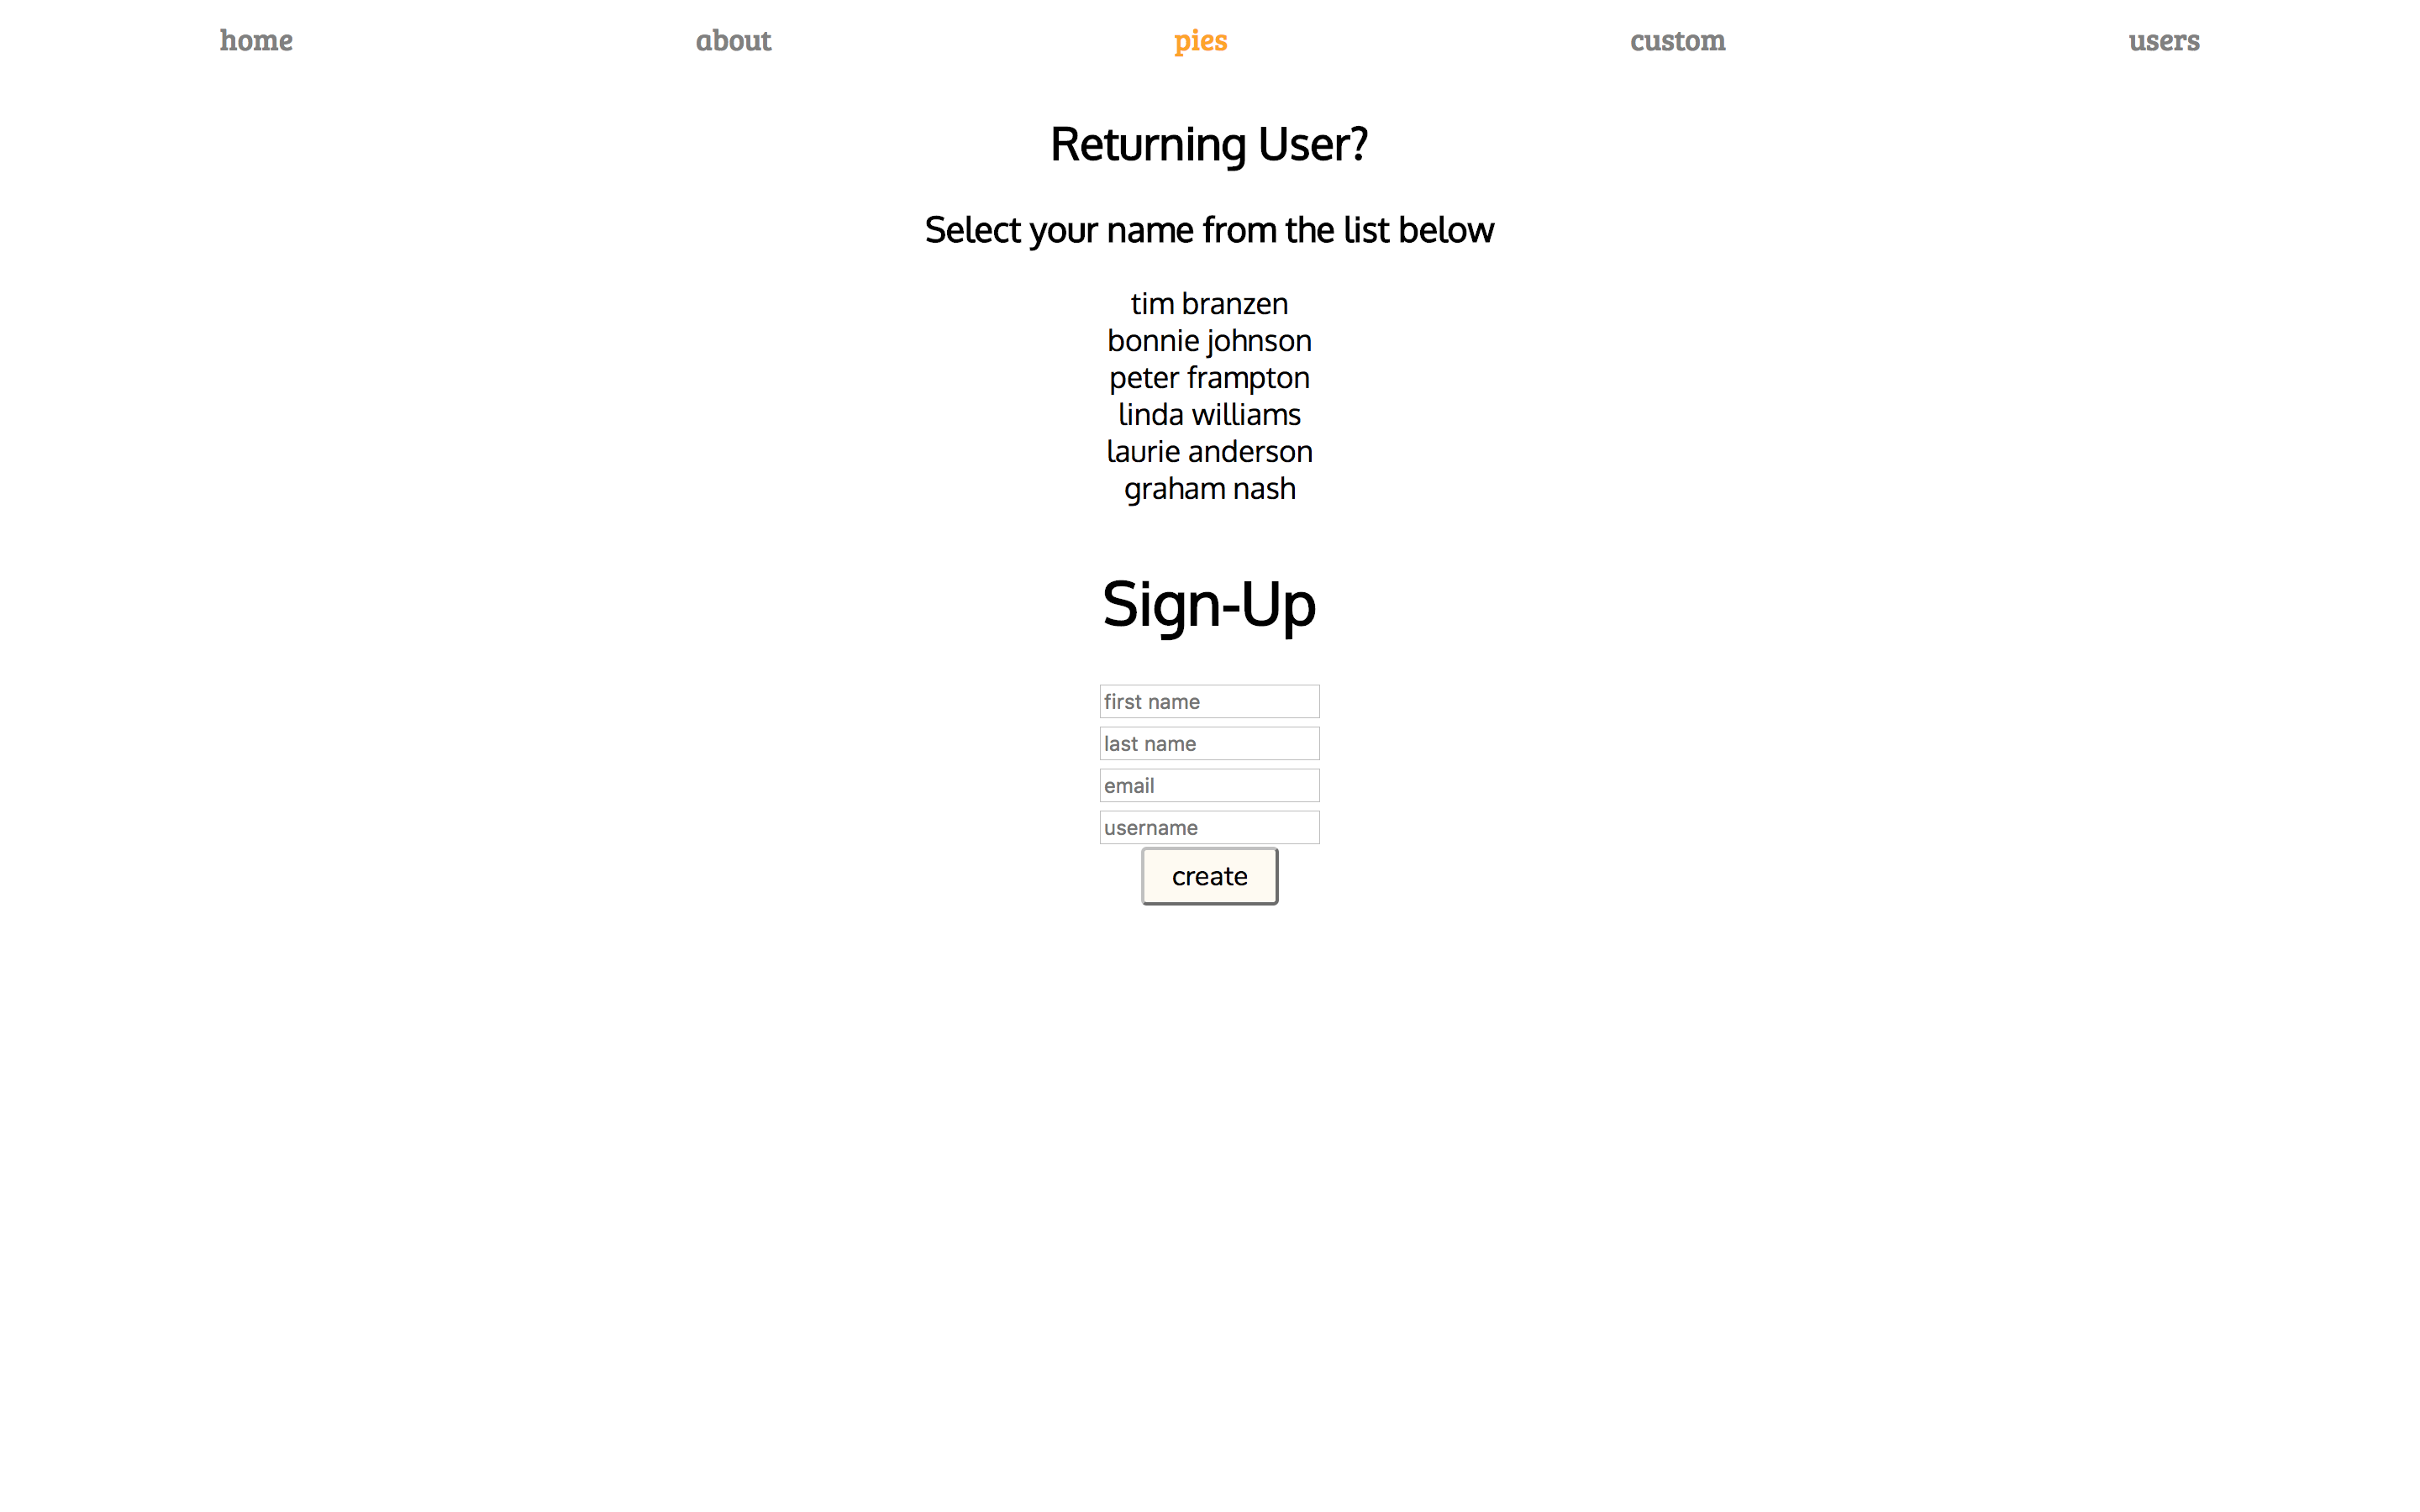 home about pies custom users
Returning User?
Select your name from the list below
tim branzen
bonnie johnson
peter frampton
linda williams
laurie anderson
graham nash
Sign-Up
first name
last name
email
username
create